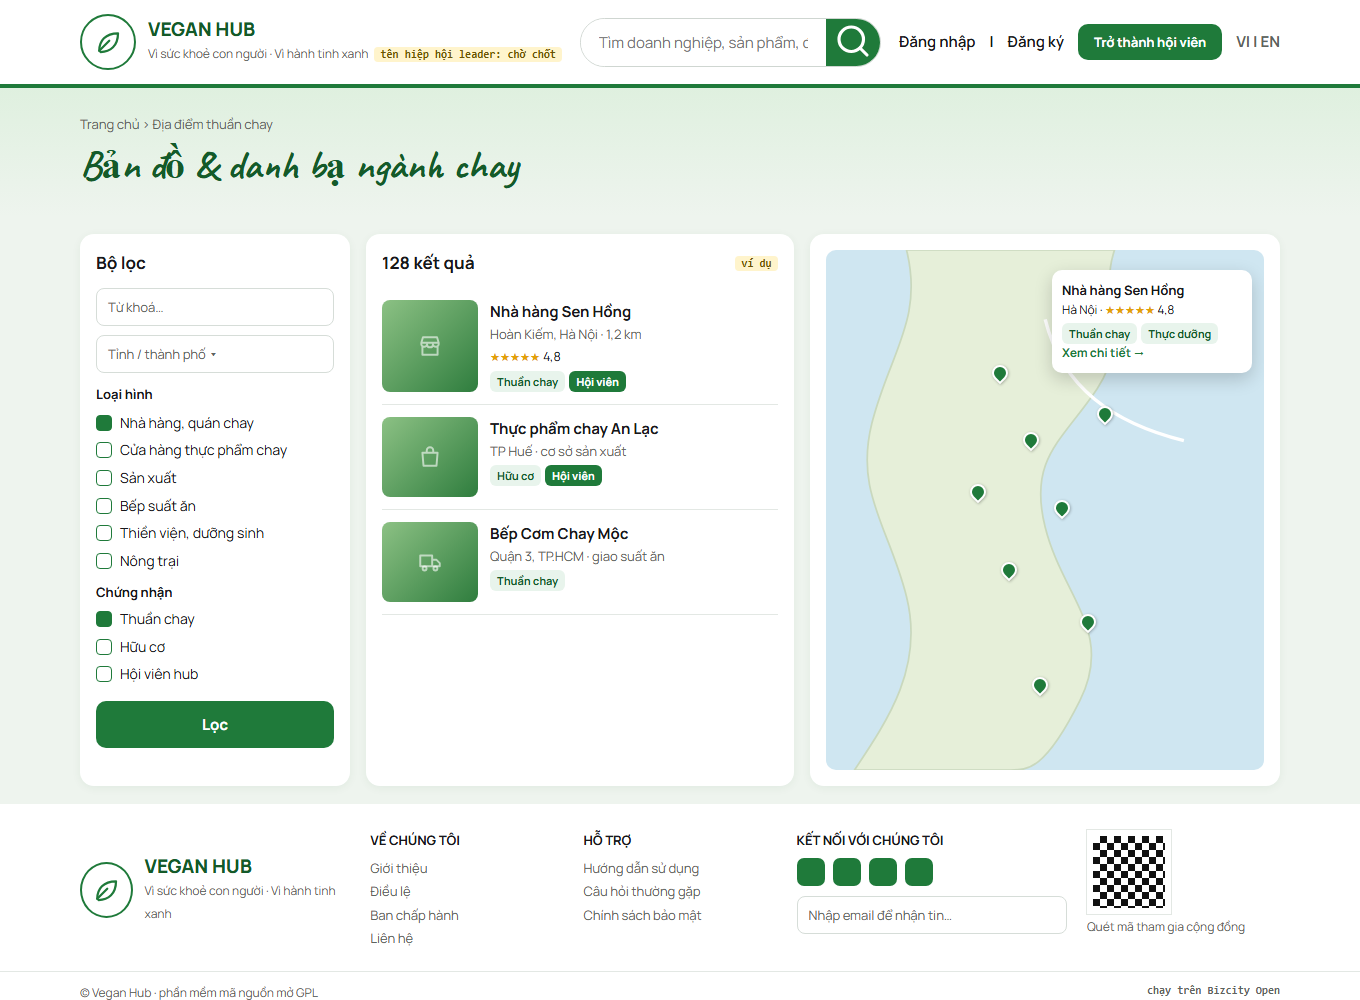 VEGAN HUB
Vì sức khoẻ con người · Vì hành tinh xanh tên hiệp hội leader: chờ chốt
Tìm doanh nghiệp, sản phẩm, c
Đăng nhập | Đăng ký
Trở thành hội viên
VI | EN
Trang chủ › Địa điểm thuần chay
Bản đồ & danh bạ ngành chay
Bộ lọc
Từ khoá...
Tỉnh / thành phố ▾
Loại hình
Nhà hàng, quán chay
Cửa hàng thực phẩm chay
Sản xuất
Bếp suất ăn
Thiền viện, dưỡng sinh
Nông trại
Chứng nhận
Thuần chay
Hữu cơ
Hội viên hub
Lọc
128 kết quả
ví dụ
Nhà hàng Sen Hồng
Hoàn Kiếm, Hà Nội · 1,2 km
★★★★★ 4,8
Thuần chay Hội viên
Thực phẩm chay An Lạc
TP Huế · cơ sở sản xuất
Hữu cơ Hội viên
Bếp Cơm Chay Mộc
Quận 3, TP.HCM · giao suất ăn
Thuần chay
Nhà hàng Sen Hồng
Hà Nội · ★★★★★ 4,8
Thuần chay Thực dưỡng
Xem chi tiết →
VEGAN HUB
Vì sức khoẻ con người · Vì hành tinh
xanh
VỀ CHÚNG TÔI
Giới thiệu
Điều lệ
Ban chấp hành
Liên hệ
HỖ TRỢ
Hướng dẫn sử dụng
Câu hỏi thường gặp
Chính sách bảo mật
KẾT NỐI VỚI CHÚNG TÔI
Nhập email để nhận tin...
Quét mã tham gia cộng đồng
© Vegan Hub · phần mềm mã nguồn mở GPL
chạy trên Bizcity Open